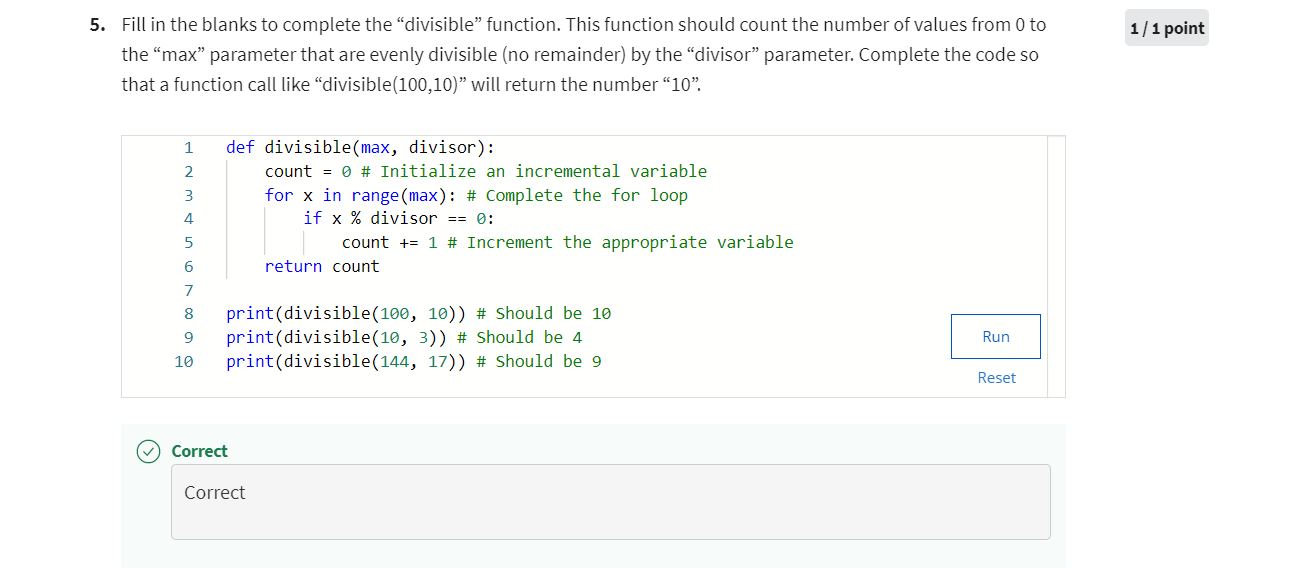 5. Fill in the blanks to complete the “divisible” function. This function should count the number of values from 0 to
the “max” parameter that are evenly divisible (no remainder) by the “divisor” parameter. Complete the code so
that a function call like “divisible(100,10)” will return the number “10”.
1 / 1 point
1 def divisible(max, divisor):
2     count = 0 # Initialize an incremental variable
3     for x in range(max): # Complete the for loop
4         if x % divisor == 0:
5             count += 1 # Increment the appropriate variable
6     return count
7
8 print(divisible(100, 10)) # Should be 10
9 print(divisible(10, 3)) # Should be 4
10 print(divisible(144, 17)) # Should be 9
Run
Reset
Correct
Correct